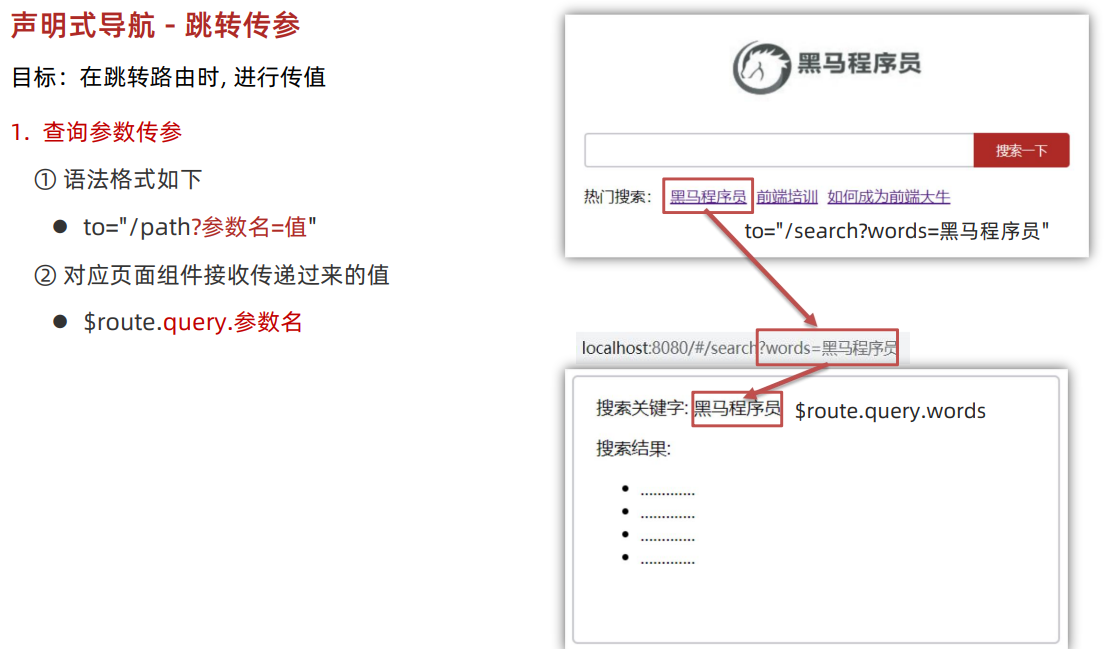 声明式导航 - 跳转传参
目标：在跳转路由时, 进行传值
1. 查询参数传参
① 语法格式如下
● to="/path?参数名=值"
② 对应页面组件接收传递过来的值
● $route.query.参数名
黑马程序员
搜索一下
热门搜索： 黑马程序员 前端培训 如何成为前端大牛
to="/search?words=黑马程序员"
localhost:8080/#/search?words=黑马程序员
搜索关键字: 黑马程序员 $route.query.words
搜索结果:
• .............
• .............
• .............
• .............